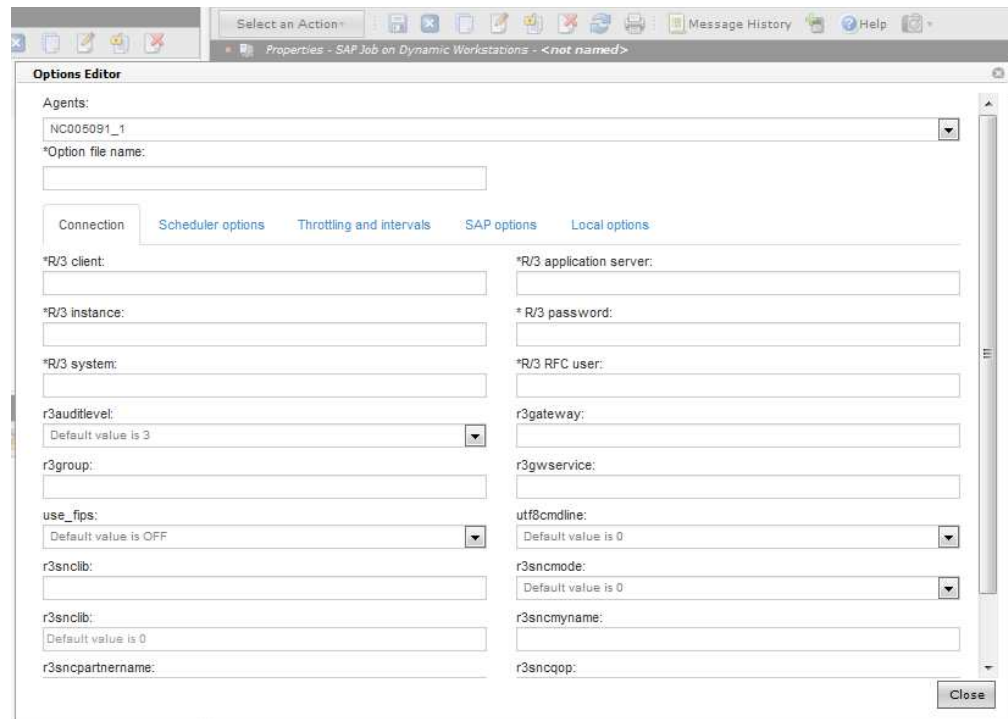 Select an Action
Message History
Help
Properties - SAP Job on Dynamic Workstations - <not named>
Options Editor
Agents:
NC005091_1
*Option file name:
Connection Scheduler options Throttling and intervals SAP options Local options
*R/3 client: *R/3 application server:
*R/3 instance: * R/3 password:
*R/3 system: *R/3 RFC user:
r3auditlevel: r3gateway:
Default value is 3
r3group: r3gwservice:
use_fips: utf8cmdline:
Default value is OFF Default value is 0
r3snclib: r3sncmode:
Default value is 0
r3snclib: r3sncmyname:
Default value is 0
r3sncpartnername: r3sncqop:
Close